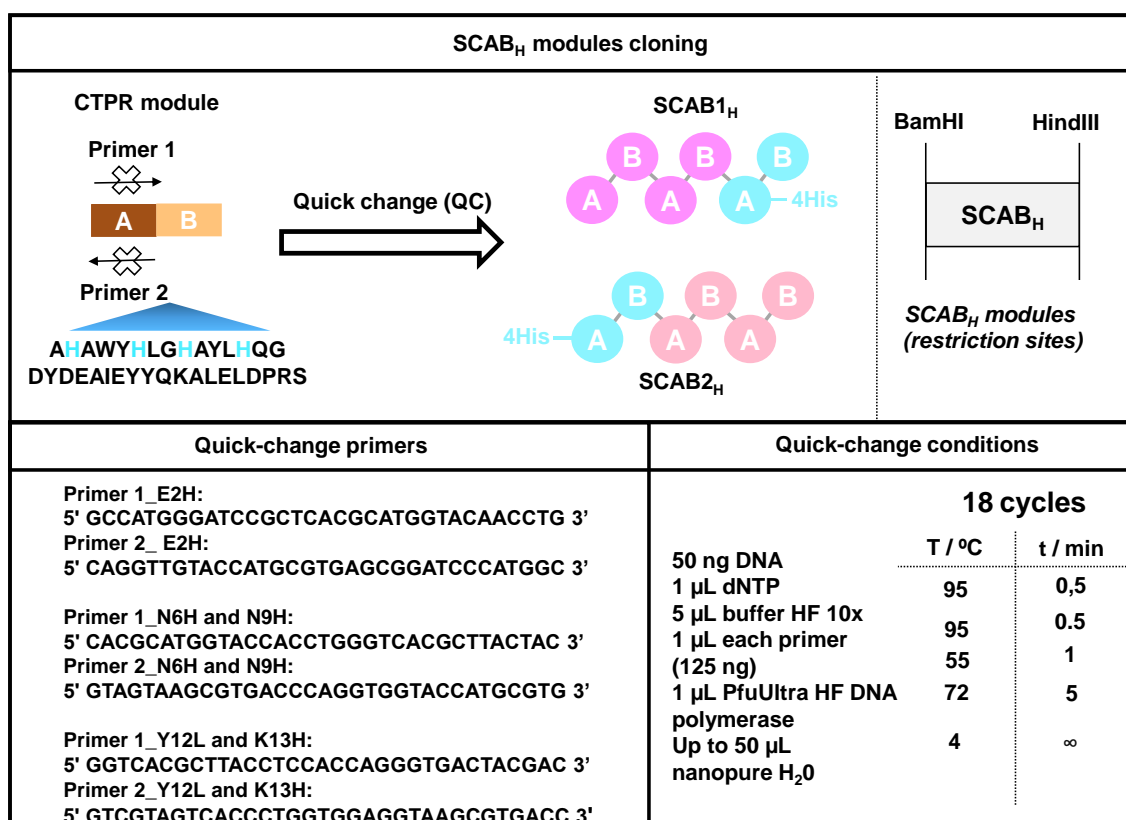 SCABH modules cloning
CTPR module
Primer 1
A B
Primer 2
AHAWYHLGHAYLHQG
DYDEAIEYYQKALELDPRS
Quick change (QC)
SCAB1H
B B B
A A A 4His
B B B
4His A A A
SCAB2H
BamHI HindIII
SCABH
SCABH modules
(restriction sites)
Quick-change primers
Primer 1_E2H:
5' GCCATGGGATCCGCTCACGCATGGTACAACCTG 3’
Primer 2_ E2H:
5' CAGGTTGTACCATGCGTGAGCGGATCCCATGGC 3’
Primer 1_N6H and N9H:
5' CACGCATGGTACCACCTGGGTCACGCTTACTAC 3’
Primer 2_N6H and N9H:
5' GTAGTAAGCGTGACCCAGGTGGTACCATGCGTG 3’
Primer 1_Y12L and K13H:
5' GGTCACGCTTACCTCCACCAGGGTGACTACGAC 3’
Primer 2_Y12L and K13H:
5' GTCGTAGTCACCCTGGTGGAGGTAAGCGTGACC 3'
Quick-change conditions
50 ng DNA
1 µL dNTP
5 µL buffer HF 10x
1 µL each primer
(125 ng)
1 µL PfuUltra HF DNA
polymerase
Up to 50 µL
nanopure H20
18 cycles
T / ºC t / min
95 0,5
95 0.5
55 1
72 5
4 ∞